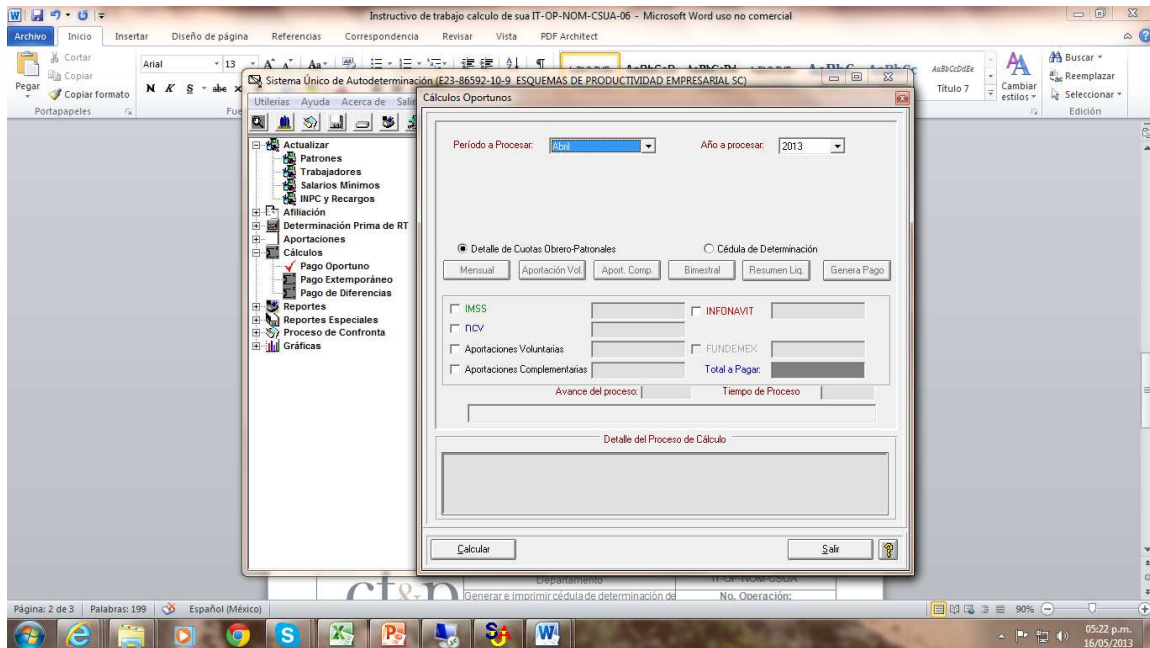 Instructivo de trabajo calculo de sua IT-OP-NOM-CSUA-06 - Microsoft Word uso no comercial
Archivo Inicio Insertar Diseño de página Referencias Correspondencia Revisar Vista PDF Architect
Pegar
Cortar
Copiar
Copiar formato
Portapapeles
Arial 13
N K S abe
Fue
AaBbCcDdEe
Título 7
Cambiar estilos
Buscar
Reemplazar
Seleccionar
Edición
Sistema Único de Autodeterminación (E23-86592-10-9 ESQUEMAS DE PRODUCTIVIDAD EMPRESARIAL SC)
Utilerias Ayuda Acerca de Salir
Actualizar
Patrones
Trabajadores
Salarios Mínimos
INPC y Recargos
Afiliación
Determinación Prima de RT
Aportaciones
Cálculos
Pago Oportuno
Pago Extemporáneo
Pago de Diferencias
Reportes
Reportes Especiales
Proceso de Confronta
Gráficas
Cálculos Oportunos
Período a Procesar: Abril Año a procesar: 2013
Detalle de Cuotas Obrero-Patronales Cédula de Determinación
Mensual Aportación Vol. Aport. Comp. Bimestral Resumen Liq. Genera Pago
IMSS INFONAVIT
RCV
Aportaciones Voluntarias FUNDEMEX
Aportaciones Complementarias Total a Pagar:
Avance del proceso: Tiempo de Proceso
Detalle del Proceso de Cálculo
Calcular Salir
ct&p
Departamento IT-OP-NOM-CSUA
Generar e imprimir cédula de determinación de No. Operación:
Página: 2 de 3 Palabras: 199 Español (México) 90%
05:22 p.m.
16/05/2013